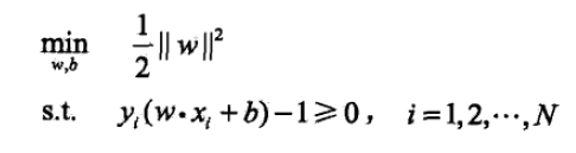 min 1/2 ‖w‖²
w,b
s.t. yᵢ(w•xᵢ+b)−1⩾0, i=1,2,⋯,N